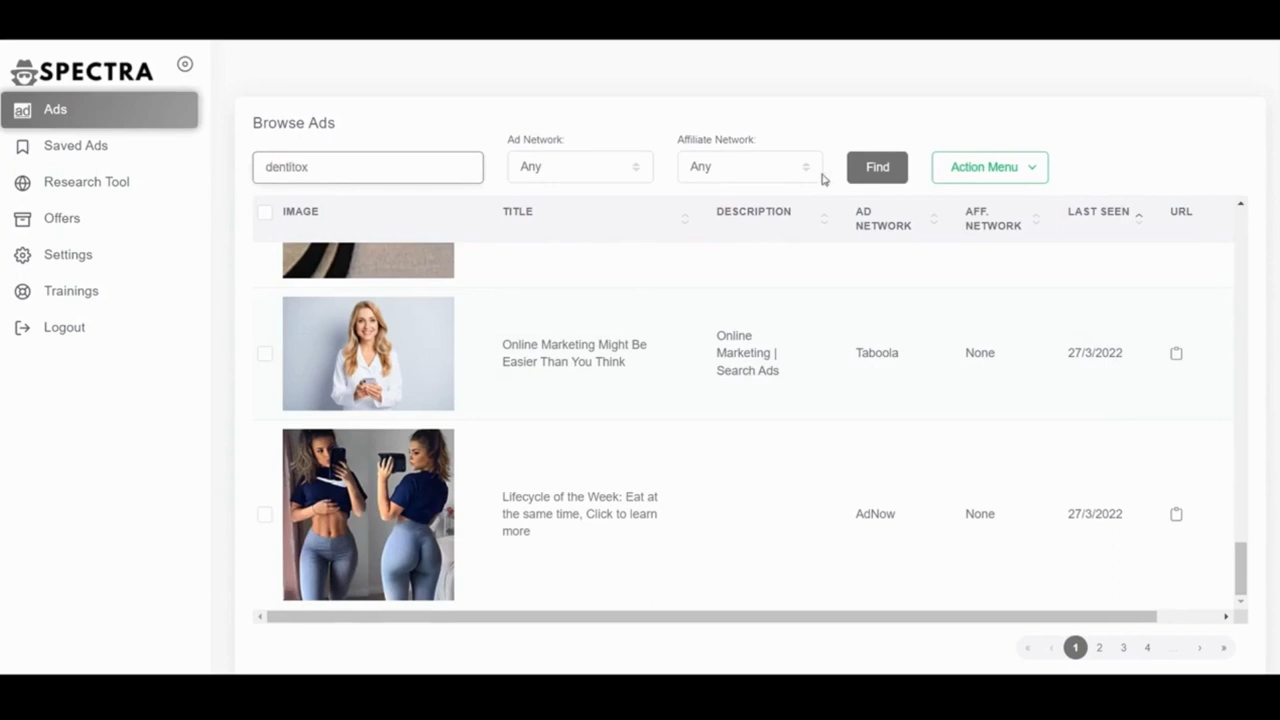 SPECTRA
ad Ads
Saved Ads
Research Tool
Offers
Settings
Trainings
Logout
Browse Ads
Ad Network:
Affiliate Network:
dentitox
Any
Any
Find
Action Menu
IMAGE
TITLE
DESCRIPTION
AD
NETWORK
AFF.
NETWORK
LAST SEEN
URL
Online Marketing Might Be
Easier Than You Think
Online
Marketing |
Search Ads
Taboola
None
27/3/2022
Lifecycle of the Week: Eat at
the same time, Click to learn
more
AdNow
None
27/3/2022
« ‹ 1 2 3 4 ... › »